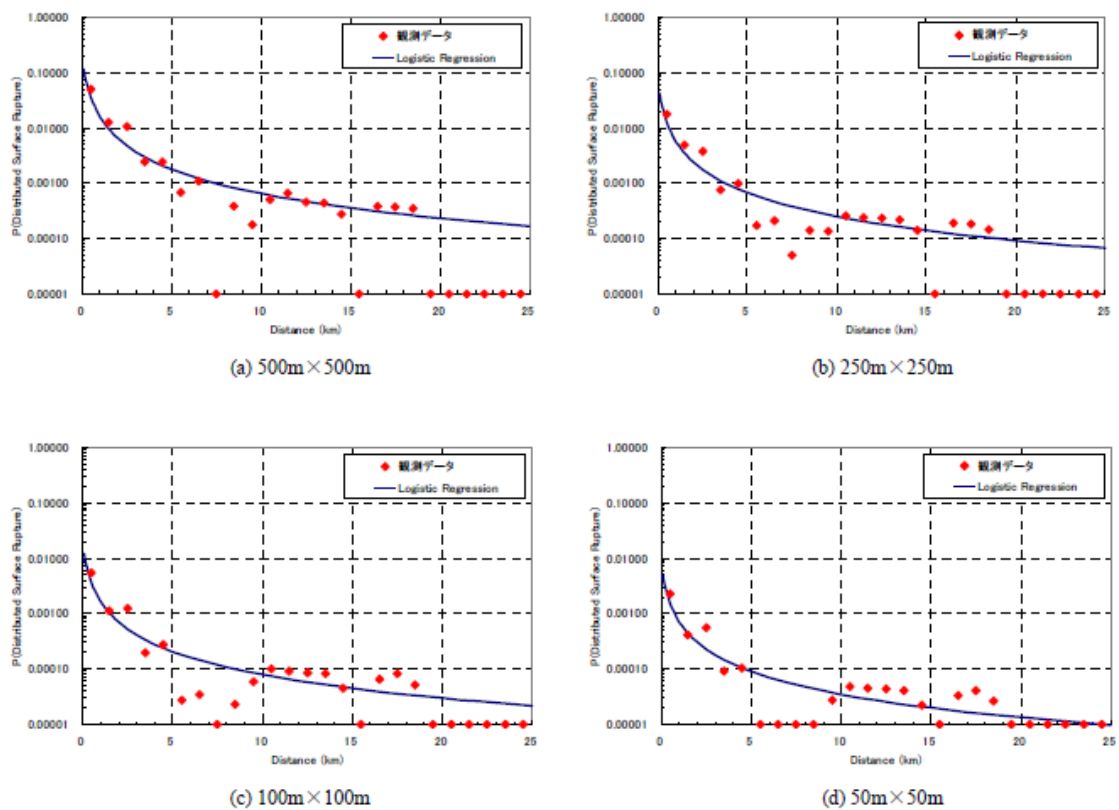 1.00000
0.10000
0.01000
0.00100
0.00010
0.00001
P(Distributed Surface Rupture)
観測データ
Logistic Regression
0 5 10 15 20 25
Distance (km)
(a) 500m×500m
1.00000
0.10000
0.01000
0.00100
0.00010
0.00001
P(Distributed Surface Rupture)
観測データ
Logistic Regression
0 5 10 15 20 25
Distance (km)
(b) 250m×250m
1.00000
0.10000
0.01000
0.00100
0.00010
0.00001
P(Distributed Surface Rupture)
観測データ
Logistic Regression
0 5 10 15 20 25
Distance (km)
(c) 100m×100m
1.00000
0.10000
0.01000
0.00100
0.00010
0.00001
P(Distributed Surface Rupture)
観測データ
Logistic Regression
0 5 10 15 20 25
Distance (km)
(d) 50m×50m